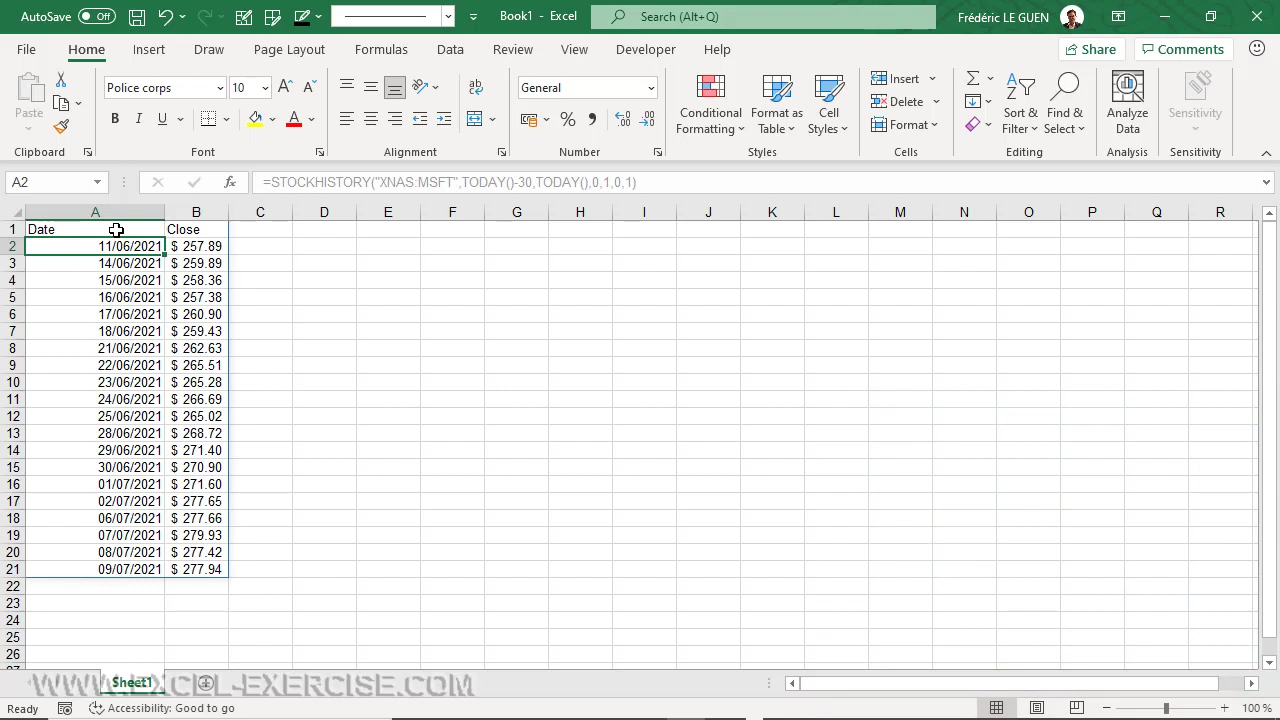 AutoSave Off Book1 - Excel Search (Alt+Q) Frédéric LE GUEN
File Home Insert Draw Page Layout Formulas Data Review View Developer Help Share Comments
Paste Police corps 10 General Conditional Formatting Format as Table Cell Styles Insert Delete Format Sort & Filter Find & Select Analyze Data Sensitivity
Clipboard Font Alignment Number Styles Cells Editing Analysis Sensitivity
A2 =STOCKHISTORY("XNAS:MSFT",TODAY()-30,TODAY(),0,1,0,1)
A B C D E F G H I J K L M N O P Q R
1 Date Close
2 11/06/2021 $ 257.89
3 14/06/2021 $ 259.89
4 15/06/2021 $ 258.36
5 16/06/2021 $ 257.38
6 17/06/2021 $ 260.90
7 18/06/2021 $ 259.43
8 21/06/2021 $ 262.63
9 22/06/2021 $ 265.51
10 23/06/2021 $ 265.28
11 24/06/2021 $ 266.69
12 25/06/2021 $ 265.02
13 28/06/2021 $ 268.72
14 29/06/2021 $ 271.40
15 30/06/2021 $ 270.90
16 01/07/2021 $ 271.60
17 02/07/2021 $ 277.65
18 06/07/2021 $ 277.66
19 07/07/2021 $ 279.93
20 08/07/2021 $ 277.42
21 09/07/2021 $ 277.94
22
23
24
25
26
27
Sheet1
WWW.EXCEL-EXERCISE.COM
Ready Accessibility: Good to go 100 %